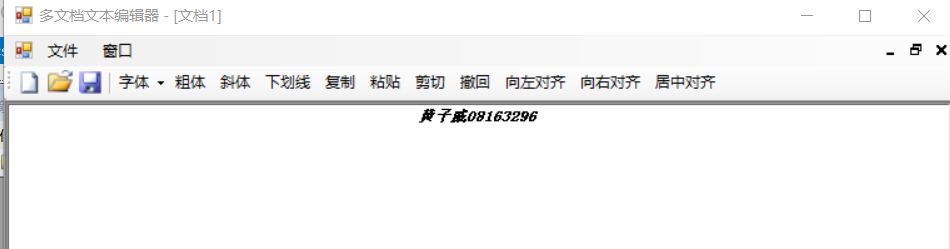 多文档文本编辑器 - [文档1]
文件 窗口
字体 粗体 斜体 下划线 复制 粘贴 剪切 撤回 向左对齐 向右对齐 居中对齐
黄子威08163296